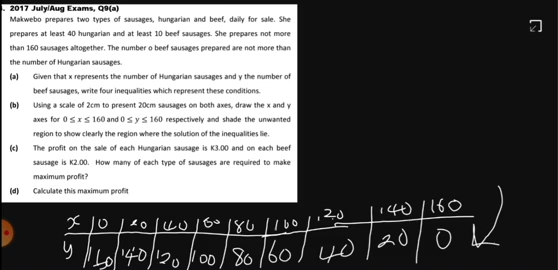 . 2017 July/Aug Exams, Q9(a)
Makwebo prepares two types of sausages, hungarian and beef, daily for sale. She
prepares at least 40 hungarian and at least 10 beef sausages. She prepares not more
than 160 sausages altogether. The number o beef sausages prepared are not more than
the number of Hungarian sausages.
(a) Given that x represents the number of Hungarian sausages and y the number of
beef sausages, write four inequalities which represent these conditions.
(b) Using a scale of 2cm to present 20cm sausages on both axes, draw the x and y
axes for 0 ≤ x ≤ 160 and 0 ≤ y ≤ 160 respectively and shade the unwanted
region to show clearly the region where the solution of the inequalities lie.
(c) The profit on the sale of each Hungarian sausage is K3.00 and on each beef
sausage is K2.00. How many of each type of sausages are required to make
maximum profit?
(d) Calculate this maximum profit
x | 0 | 20 | 40 | 60 | 80 | 100 | 120 | 140 | 160
y | 160 | 140 | 120 | 100 | 80 | 60 | 40 | 20 | 0